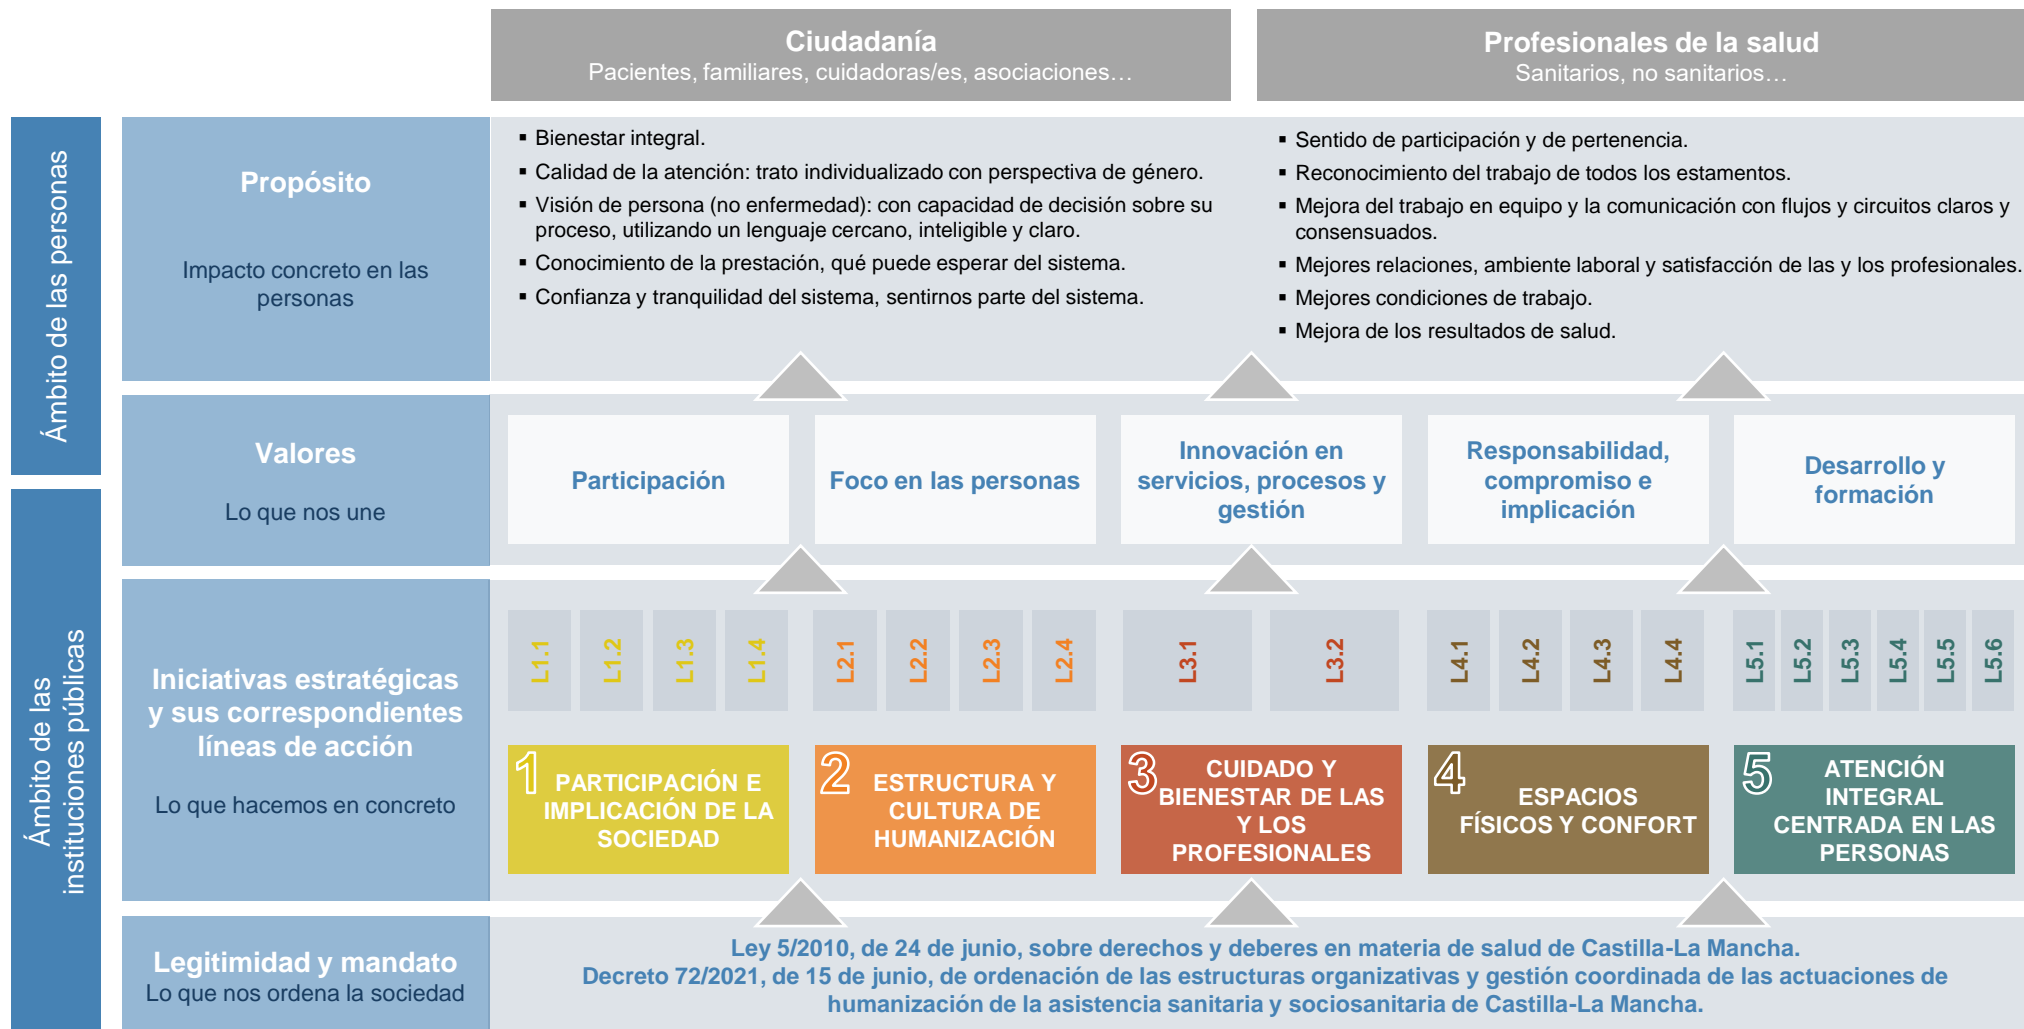 Ciudadanía
Pacientes, familiares, cuidadoras/es, asociaciones…
Profesionales de la salud
Sanitarios, no sanitarios…
Ámbito de las personas
Propósito
Impacto concreto en las
personas
▪ Bienestar integral.
▪ Calidad de la atención: trato individualizado con perspectiva de género.
▪ Visión de persona (no enfermedad): con capacidad de decisión sobre su
proceso, utilizando un lenguaje cercano, inteligible y claro.
▪ Conocimiento de la prestación, qué puede esperar del sistema.
▪ Confianza y tranquilidad del sistema, sentirnos parte del sistema.
▪ Sentido de participación y de pertenencia.
▪ Reconocimiento del trabajo de todos los estamentos.
▪ Mejora del trabajo en equipo y la comunicación con flujos y circuitos claros y
consensuados.
▪ Mejores relaciones, ambiente laboral y satisfacción de las y los profesionales.
▪ Mejores condiciones de trabajo.
▪ Mejora de los resultados de salud.
Valores
Lo que nos une
Participación
Foco en las personas
Innovación en
servicios, procesos y
gestión
Responsabilidad,
compromiso e
implicación
Desarrollo y
formación
Ámbito de las
instituciones públicas
Iniciativas estratégicas
y sus correspondientes
líneas de acción
Lo que hacemos en concreto
L1.1
L1.2
L1.3
L1.4
L2.1
L2.2
L2.3
L2.4
L3.1
L3.2
L4.1
L4.2
L4.3
L4.4
L5.1
L5.2
L5.3
L5.4
L5.5
L5.6
1
PARTICIPACIÓN E
IMPLICACIÓN DE LA
SOCIEDAD
2
ESTRUCTURA Y
CULTURA DE
HUMANIZACIÓN
3
CUIDADO Y
BIENESTAR DE LAS
Y LOS
PROFESIONALES
4
ESPACIOS
FÍSICOS Y CONFORT
5
ATENCIÓN
INTEGRAL
CENTRADA EN LAS
PERSONAS
Legitimidad y mandato
Lo que nos ordena la sociedad
Ley 5/2010, de 24 de junio, sobre derechos y deberes en materia de salud de Castilla-La Mancha.
Decreto 72/2021, de 15 de junio, de ordenación de las estructuras organizativas y gestión coordinada de las actuaciones de
humanización de la asistencia sanitaria y sociosanitaria de Castilla-La Mancha.